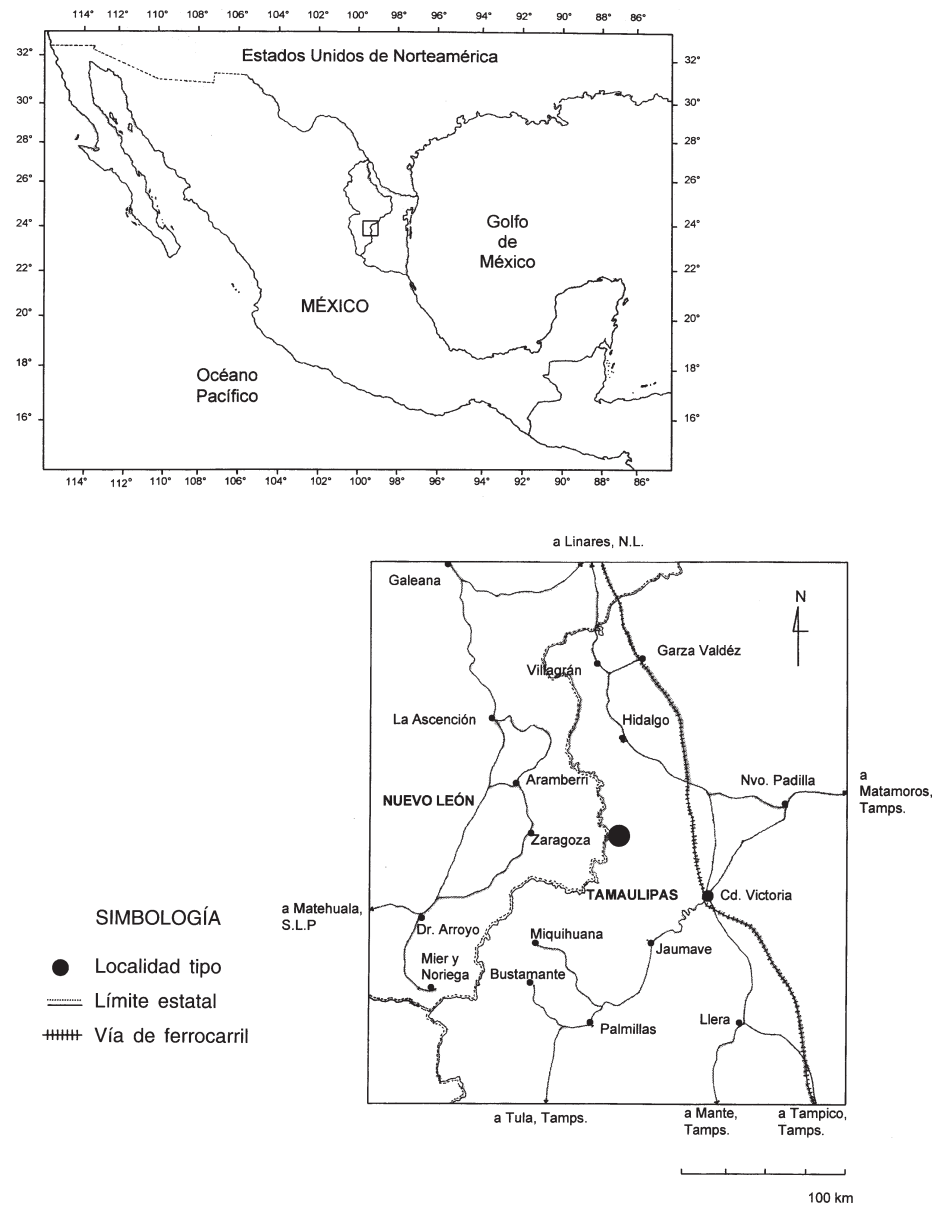 114° 112° 110° 108° 106° 104° 102° 100° 98° 96° 94° 92° 90° 88° 86°
Estados Unidos de Norteamérica
32° 32°
30° 30°
28° 28°
26° 26°
24° 24°
22° 22°
20° 20°
18° 18°
16° 16°
Golfo
de
México
MÉXICO
Océano
Pacífico
114° 112° 110° 108° 106° 104° 102° 100° 98° 96° 94° 92° 90° 88° 86°
a Linares, N.L.
Galeana
N
Villagrán
Garza Valdéz
La Ascención
Hidalgo
Aramberri
Nvo. Padilla
a
Matamoros,
Tamps.
NUEVO LEÓN
Zaragoza
TAMAULIPAS
Cd. Victoria
a Matehuala,
S.L.P
Dr. Arroyo
Miquihuana
Jaumave
Mier y
Noriega
Bustamante
Palmillas
Llera
a Tula, Tamps.
a Mante,
Tamps.
a Tampico,
Tamps.
100 km
SIMBOLOGÍA
Localidad tipo
Límite estatal
Vía de ferrocarril